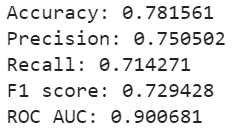 Accuracy: 0.781561
Precision: 0.750502
Recall: 0.714271
F1 score: 0.729428
ROC AUC: 0.900681